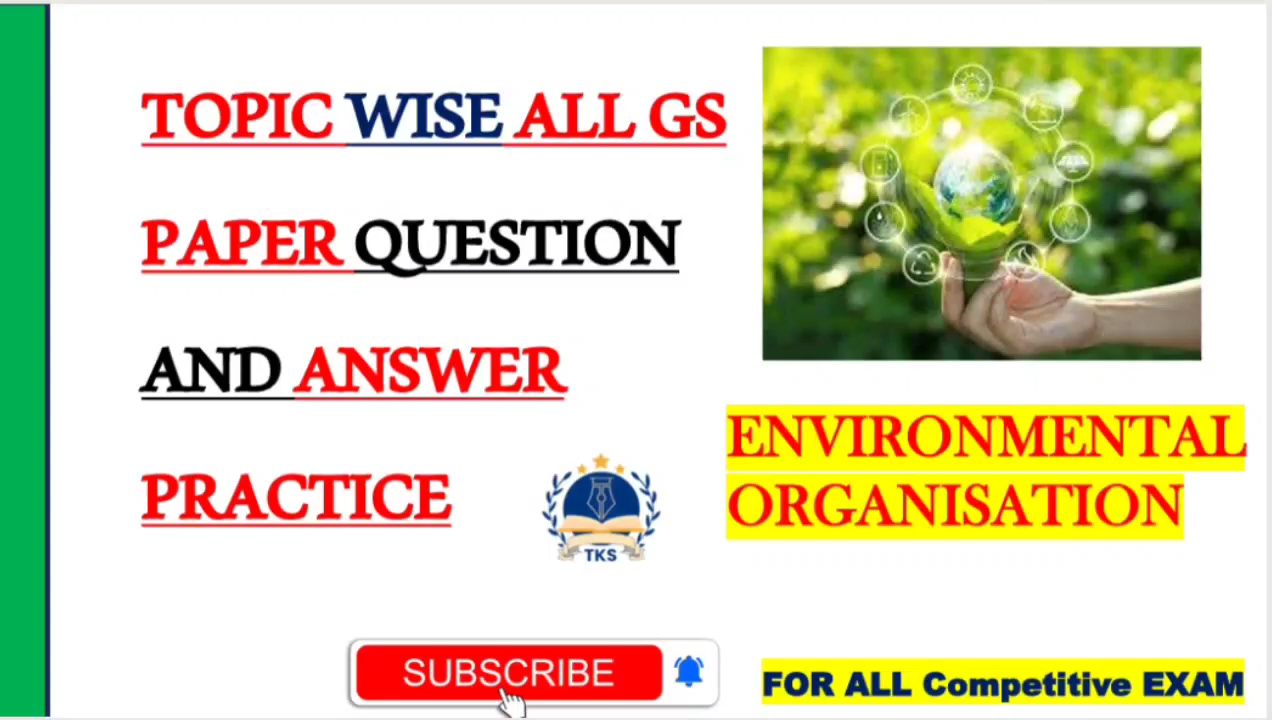 TOPIC WISE ALL GS
PAPER QUESTION
AND ANSWER
PRACTICE
TKS
ENVIRONMENTAL
ORGANISATION
SUBSCRIBE
FOR ALL Competitive EXAM